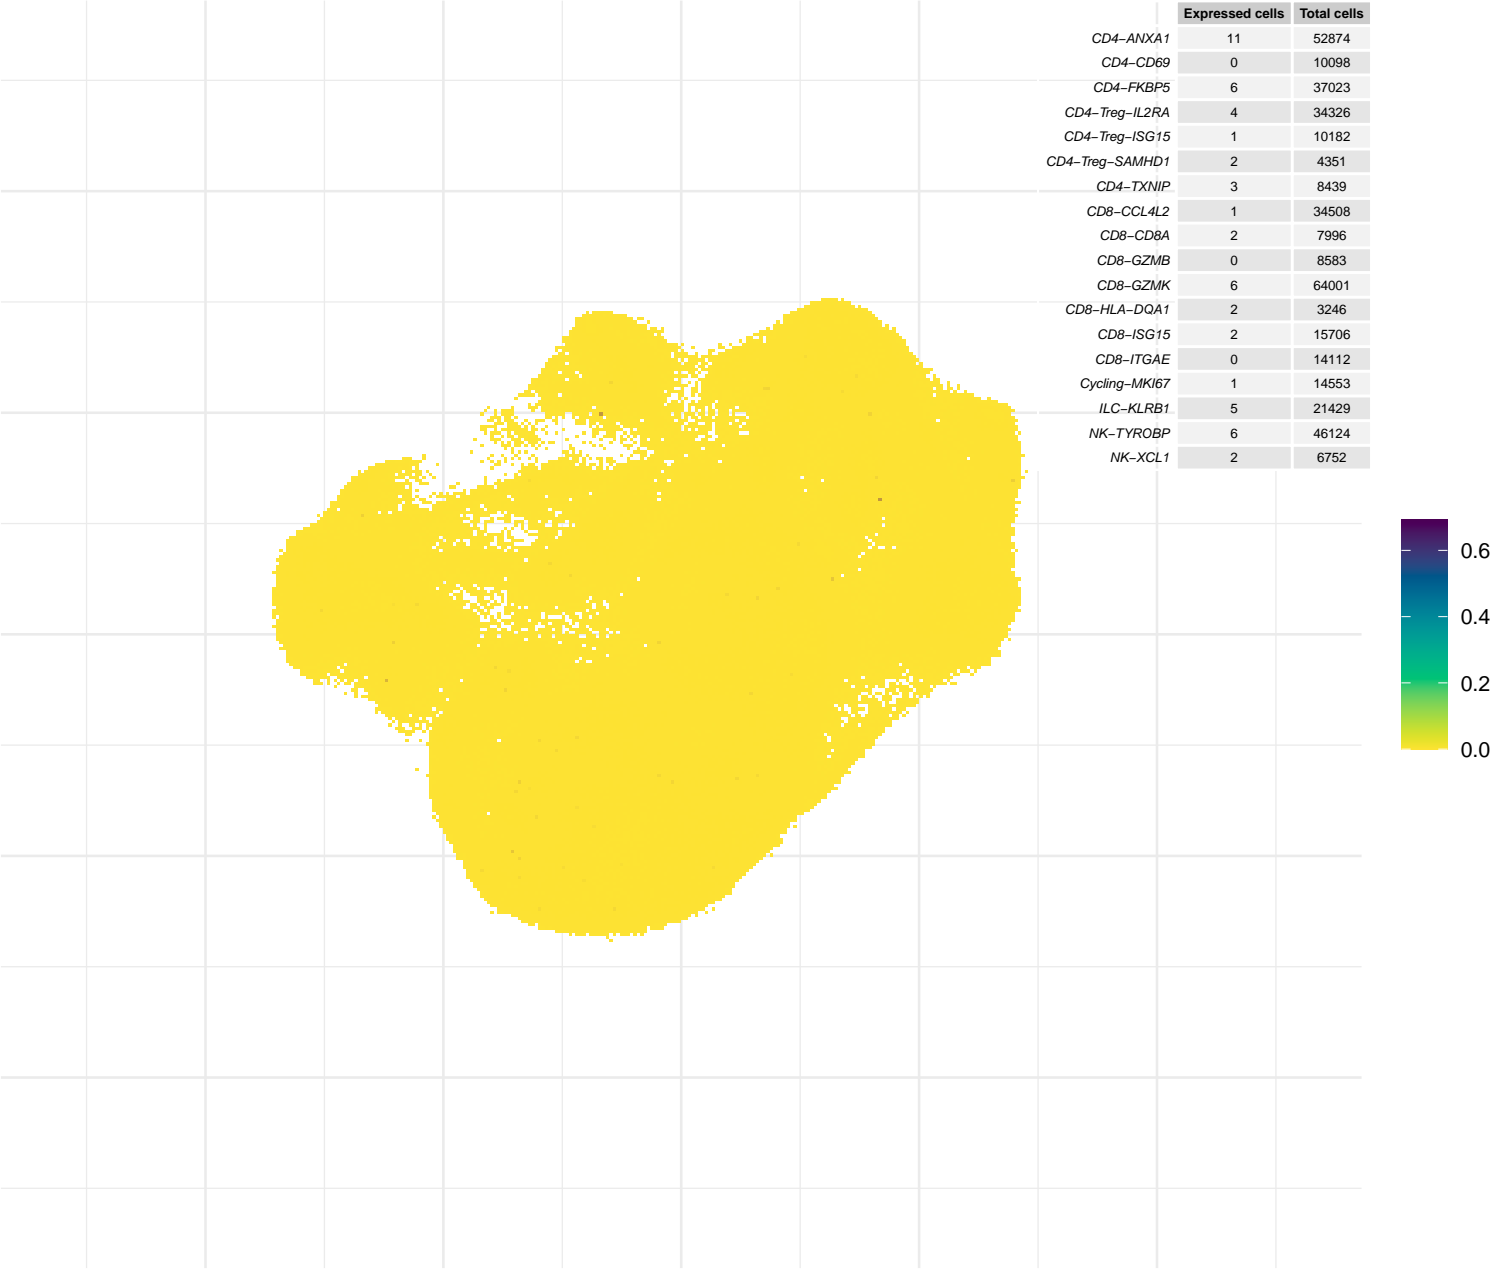 Expressed cells Total cells
CD4−ANXA1 11 52874
CD4−CD69 0 10098
CD4−FKBP5 6 37023
CD4−Treg−IL2RA 4 34326
CD4−Treg−ISG15 1 10182
CD4−Treg−SAMHD1 2 4351
CD4−TXNIP 3 8439
CD8−CCL4L2 1 34508
CD8−CD8A 2 7996
CD8−GZMB 0 8583
CD8−GZMK 6 64001
CD8−HLA−DQA1 2 3246
CD8−ISG15 2 15706
CD8−ITGAE 0 14112
Cycling−MKI67 1 14553
ILC−KLRB1 5 21429
NK−TYROBP 6 46124
NK−XCL1 2 6752
0.6
0.4
0.2
0.0